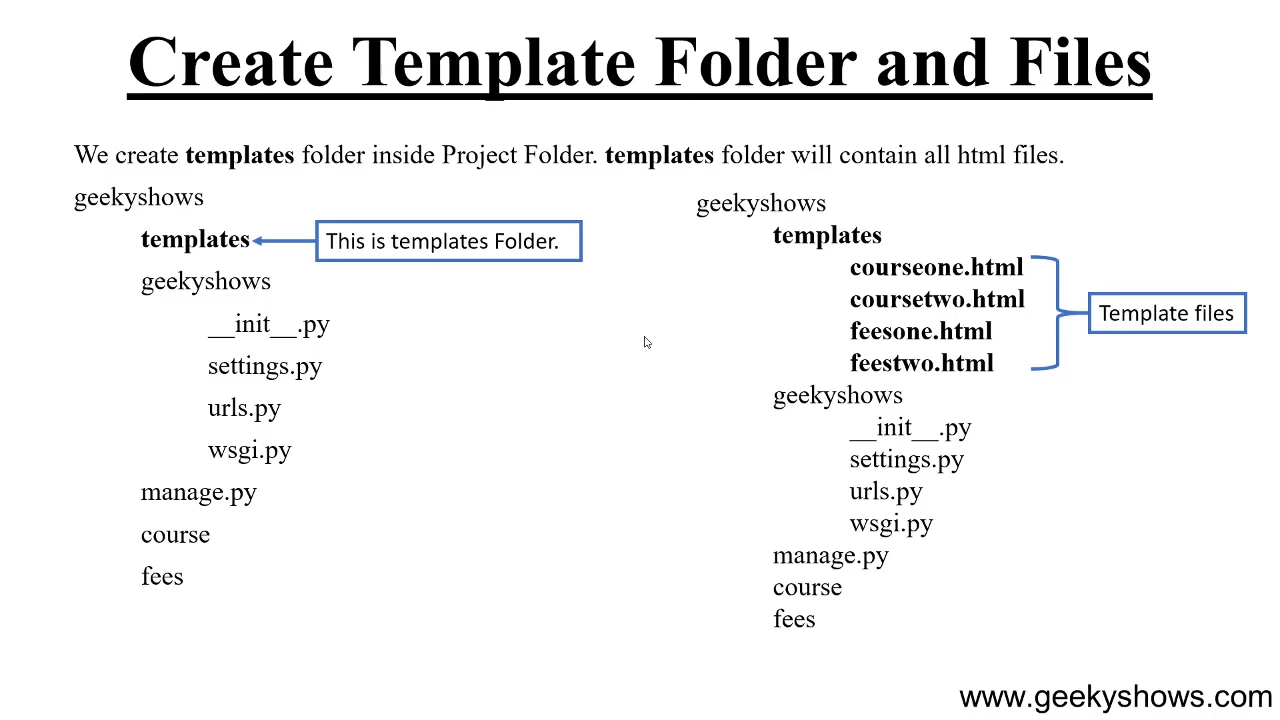 Create Template Folder and Files
We create templates folder inside Project Folder. templates folder will contain all html files.
geekyshows
templates
This is templates Folder.
geekyshows
__init__.py
settings.py
urls.py
wsgi.py
manage.py
course
fees
geekyshows
templates
courseone.html
coursetwo.html
feesone.html
feestwo.html
Template files
geekyshows
__init__.py
settings.py
urls.py
wsgi.py
manage.py
course
fees
www.geekyshows.com